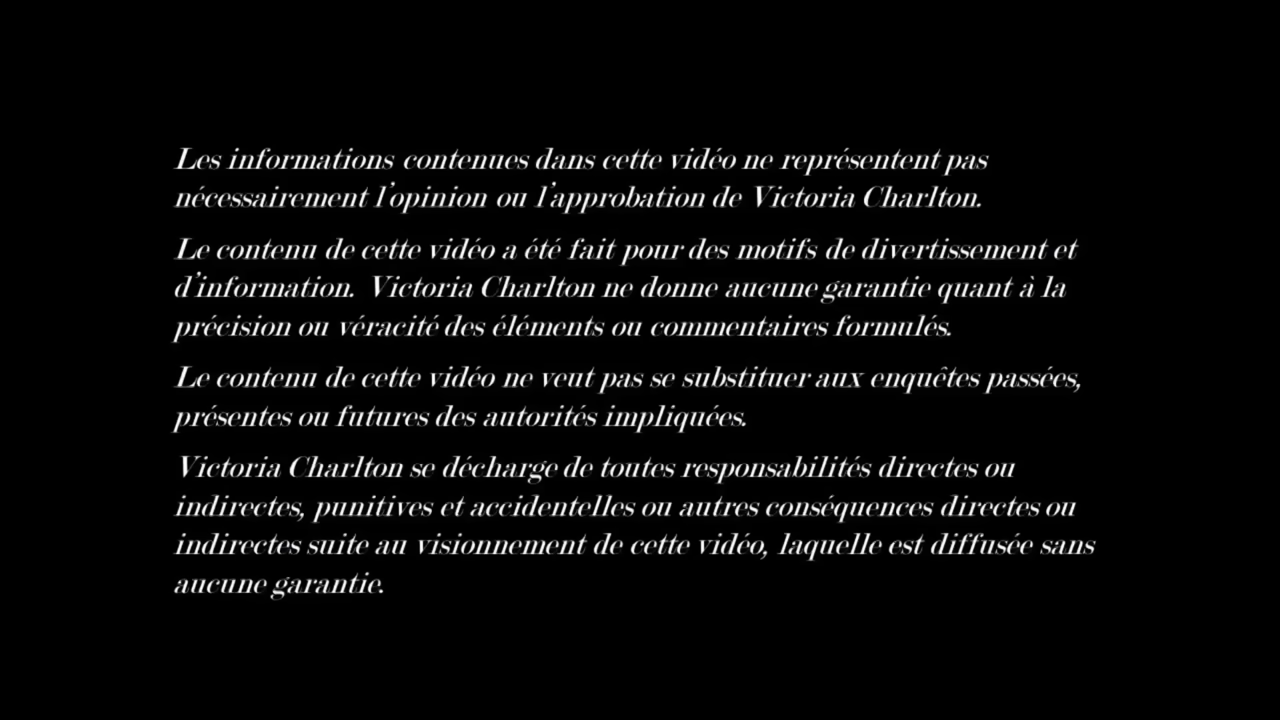 Les informations contenues dans cette vidéo ne représentent pas
nécessairement l'opinion ou l'approbation de Victoria Charlton.
Le contenu de cette vidéo a été fait pour des motifs de divertissement et
d'information. Victoria Charlton ne donne aucune garantie quant à la
précision ou véracité des éléments ou commentaires formulés.
Le contenu de cette vidéo ne veut pas se substituer aux enquêtes passées,
présentes ou futures des autorités impliquées.
Victoria Charlton se décharge de toutes responsabilités directes ou
indirectes, punitives et accidentelles ou autres conséquences directes ou
indirectes suite au visionnement de cette vidéo, laquelle est diffusée sans
aucune garantie.